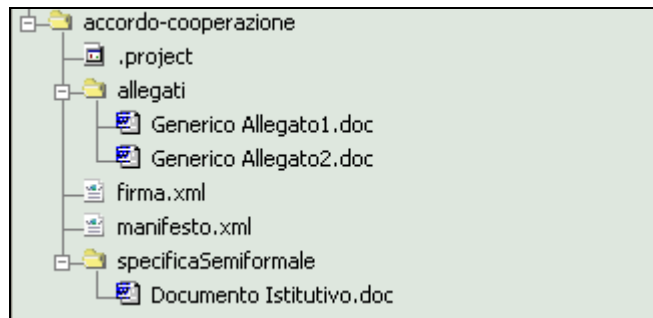 accordo-cooperazione
.project
allegati
Generico Allegato1.doc
Generico Allegato2.doc
firma.xml
manifesto.xml
specificaSemiformale
Documento Istitutivo.doc